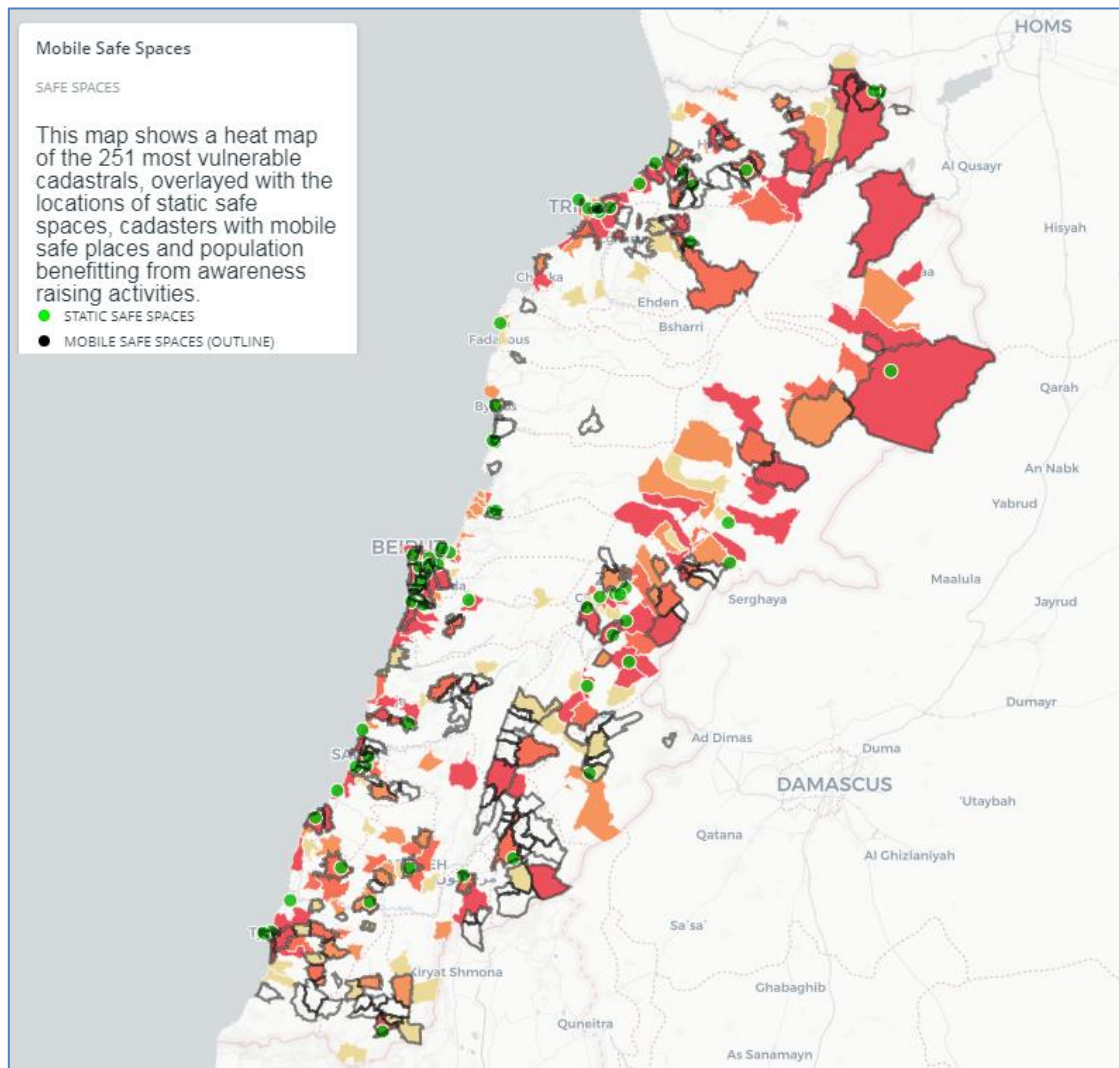 Mobile Safe Spaces
SAFE SPACES
This map shows a heat map
of the 251 most vulnerable
cadastrals, overlayed with the
locations of static safe
spaces, cadasters with mobile
safe places and population
benefitting from awareness
raising activities.
STATIC SAFE SPACES
MOBILE SAFE SPACES (OUTLINE)
HOMS
Al Qusayr
Hisyah
Ehden
Bsharri
Qarah
An Nabk
Yabrud
BEIRUT
Maalula
Serghaya
Jayrud
Dumayr
Ad Dimas
Duma
DAMASCUS
'Utaybah
Qatana
Al Ghizlaniyah
Sa'sa'
Kiryat Shmona
Ghabaghib
Quneitra
As Sanamayn